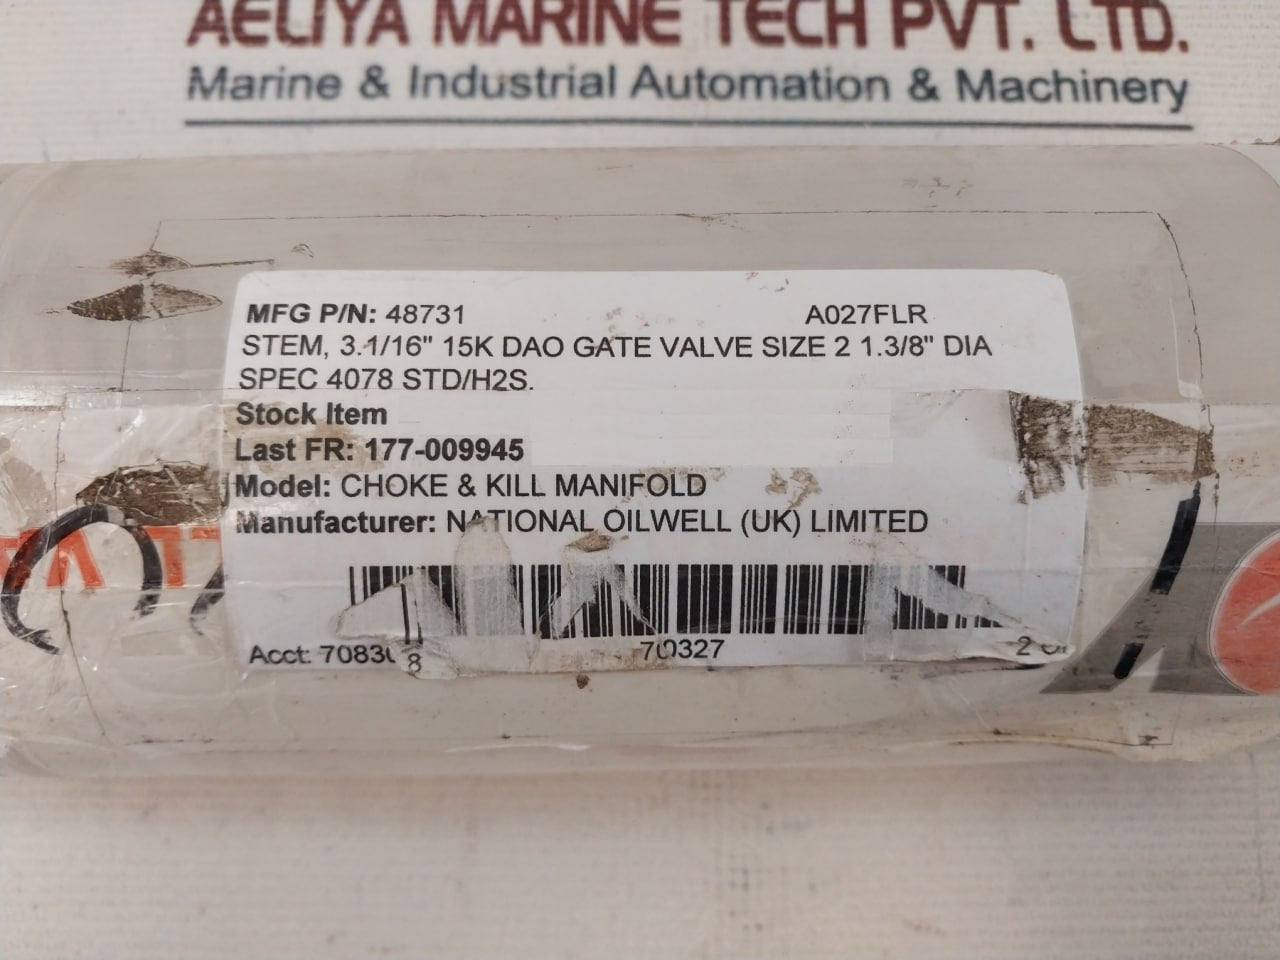 AELIYA MARINE TECH PVT. LTD.
Marine & Industrial Automation & Machinery
MFG P/N: 48731 A027FLR
STEM, 3.1/16" 15K DAO GATE VALVE SIZE 2 1.3/8" DIA
SPEC 4078 STD/H2S.
Stock Item
Last FR: 177-009945
Model: CHOKE & KILL MANIFOLD
Manufacturer: NATIONAL OILWELL (UK) LIMITED
Acct: 70327